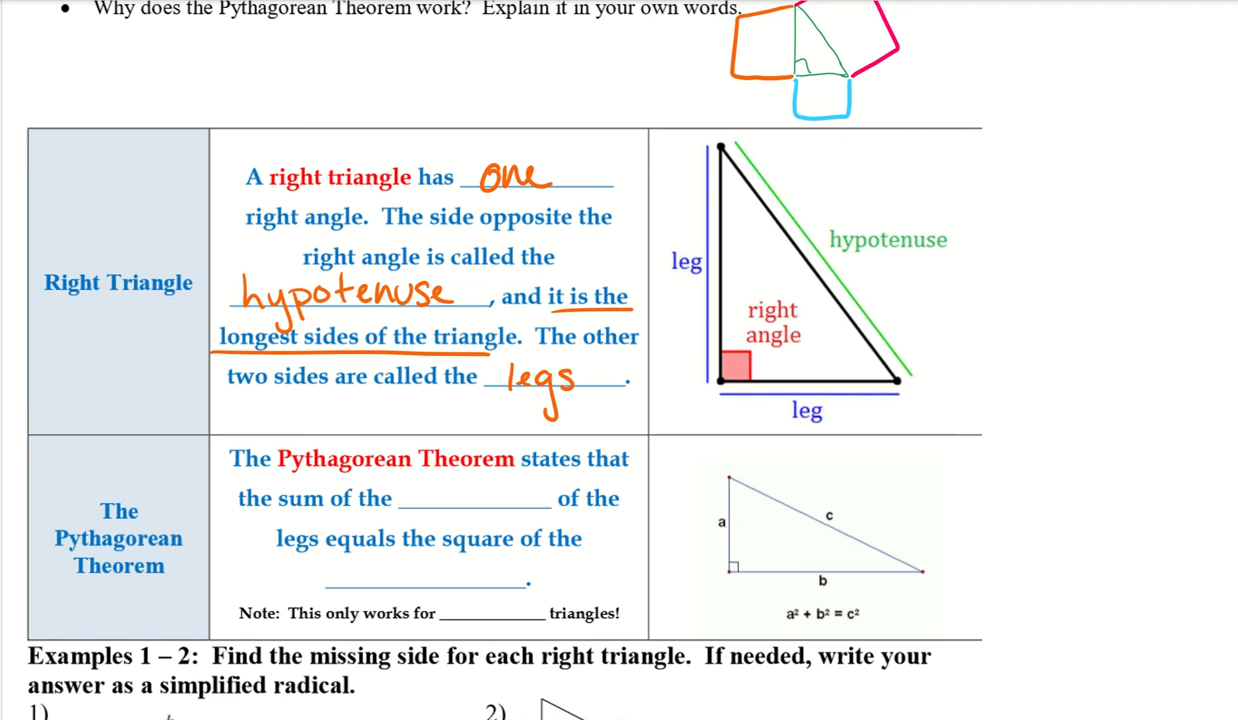 • Why does the Pythagorean Theorem work? Explain it in your own words.
Right Triangle
A right triangle has one
right angle. The side opposite the
right angle is called the
hypotenuse, and it is the
longest sides of the triangle. The other
two sides are called the legs.
leg
hypotenuse
right
angle
leg
The
Pythagorean
Theorem
The Pythagorean Theorem states that
the sum of the ____________ of the
legs equals the square of the
________________.
Note: This only works for ____________ triangles!
a
c
b
a² + b² = c²
Examples 1 – 2: Find the missing side for each right triangle. If needed, write your
answer as a simplified radical.
1)
2)